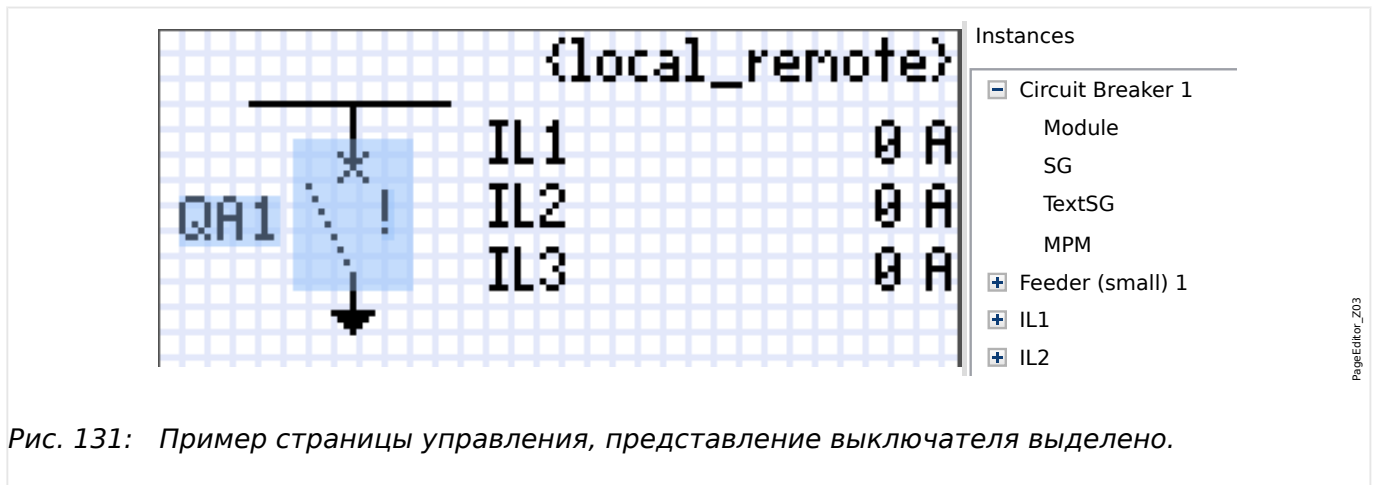 {local_remote}
IL1 0 A
QA1 !
IL2 0 A
IL3 0 A
Instances
Circuit Breaker 1
Module
SG
TextSG
MPM
Feeder (small) 1
IL1
IL2
PageEditor_Z03
Рис. 131: Пример страницы управления, представление выключателя выделено.